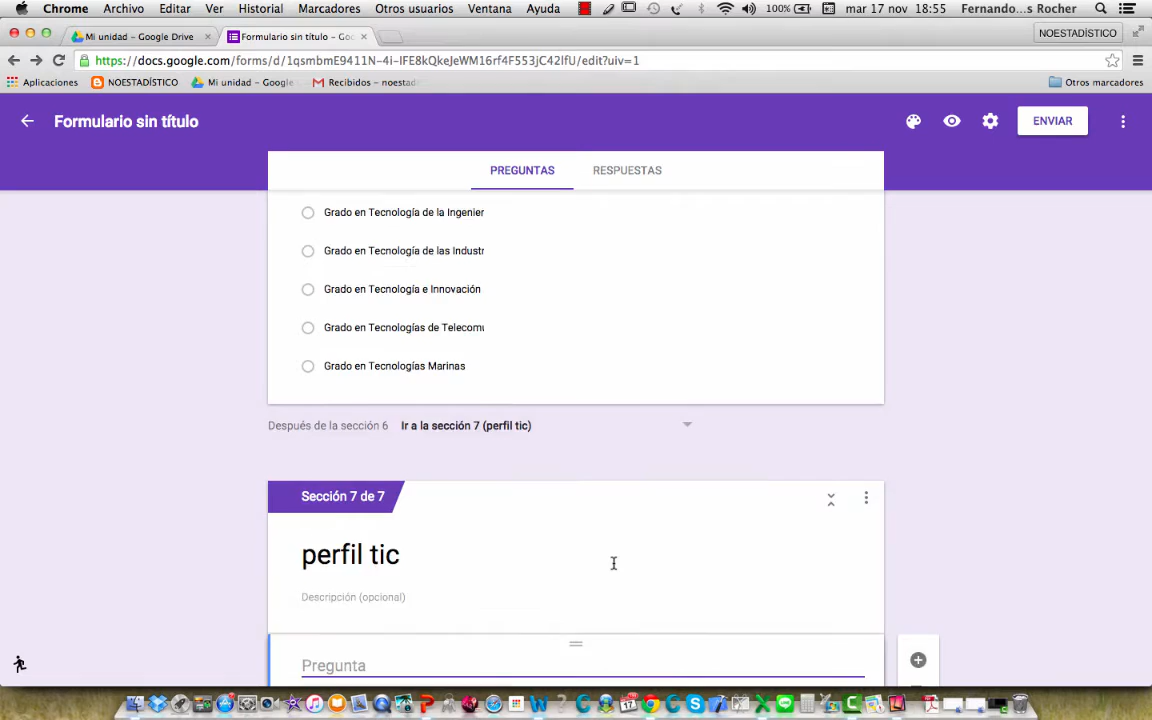 Chrome Archivo Editar Ver Historial Marcadores Otros usuarios Ventana Ayuda 100% mar 17 nov 18:55 Fernando...s Rocher
Mi unidad – Google Drive × Formulario sin título – Goo × NOESTADÍSTICO
https://docs.google.com/forms/d/1qsmbmE9411N-4i-IFE8kQkeJeWM16rf4F553jC42IfU/edit?uiv=1
Aplicaciones NOESTADÍSTICO Mi unidad – Google Recibidos – noestad Otros marcadores
Formulario sin título ENVIAR
PREGUNTAS RESPUESTAS
Grado en Tecnología de la Ingenier
Grado en Tecnología de las Industr
Grado en Tecnología e Innovación
Grado en Tecnologías de Telecomu
Grado en Tecnologías Marinas
Después de la sección 6 Ir a la sección 7 (perfil tic)
Sección 7 de 7
perfil tic
Descripción (opcional)
Pregunta